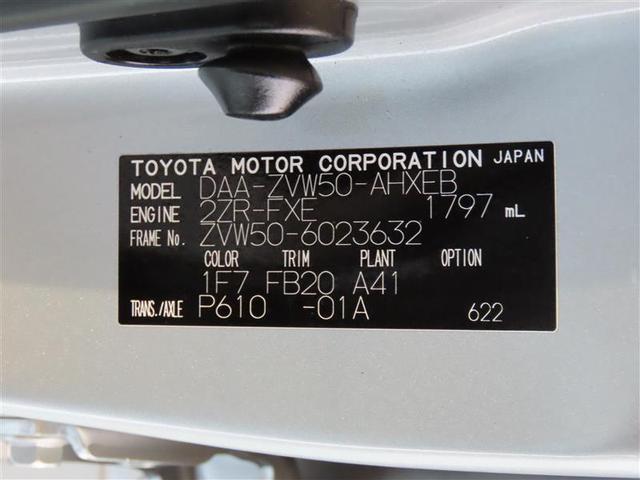 TOYOTA MOTOR CORPORATION JAPAN
MODEL DAA-ZVW50-AHXEB
ENGINE 2ZR-FXE 1797 mL
FRAME No. ZVW50-6023632
COLOR TRIM PLANT OPTION
1F7 FB20 A41
TRANS./AXLE P610 -01A 622